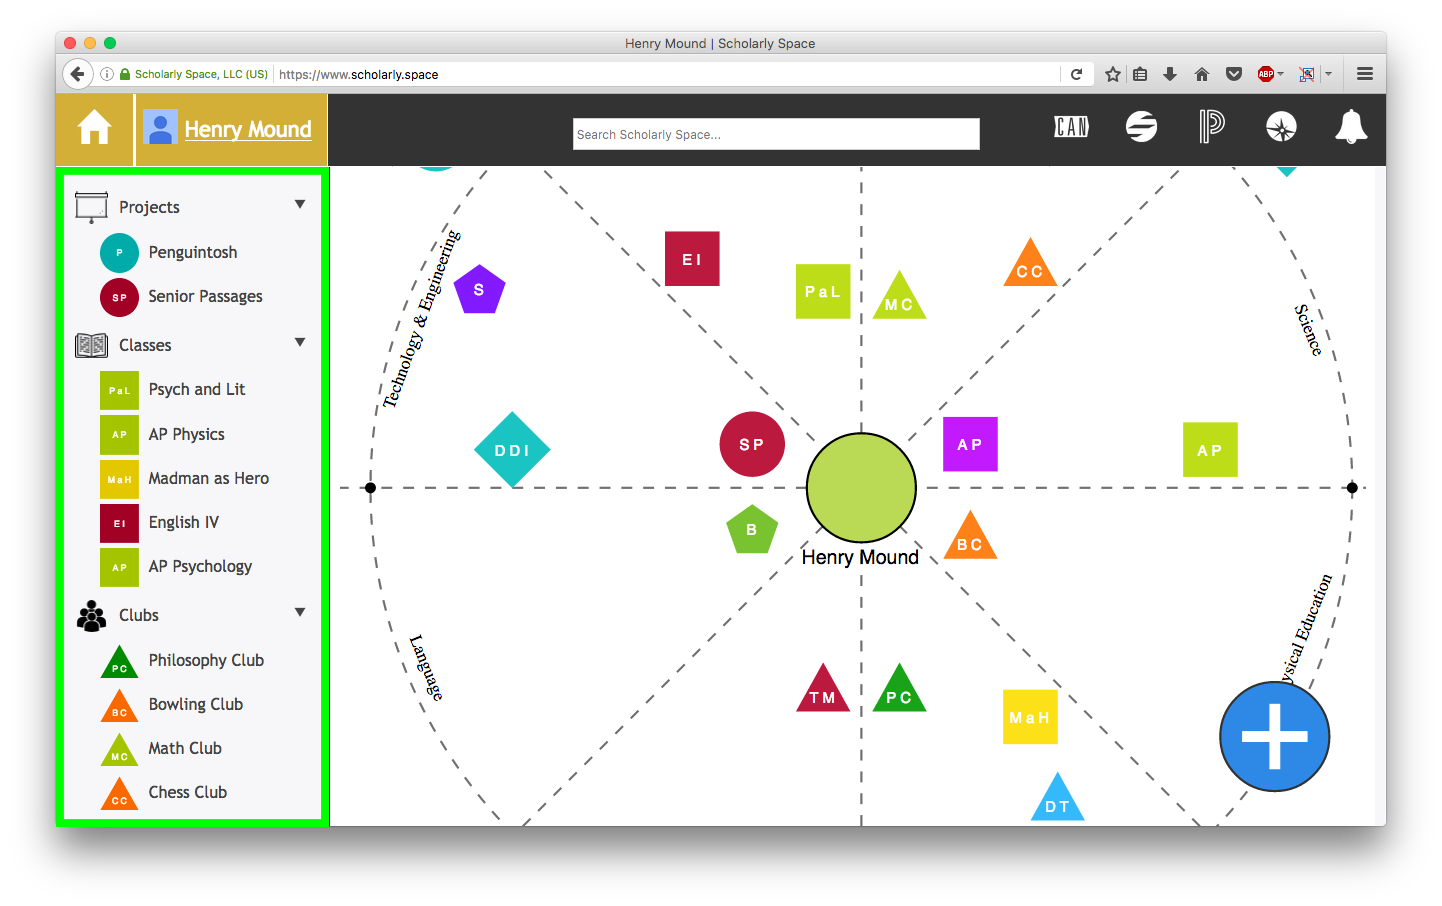 Henry Mound | Scholarly Space
Scholarly Space, LLC (US)
https://www.scholarly.space
ABP
Henry Mound
Search Scholarly Space...
CAN
Projects
P Penguintosh
SP Senior Passages
Classes
PaL Psych and Lit
AP AP Physics
MaH Madman as Hero
EI English IV
AP AP Psychology
Clubs
PC Philosophy Club
BC Bowling Club
MC Math Club
CC Chess Club
Technology & Engineering
Science
EI
CC
S
PaL
MC
SP
AP
AP
DDI
B
BC
Henry Mound
Language
ysical Education
TM
PC
MaH
DT